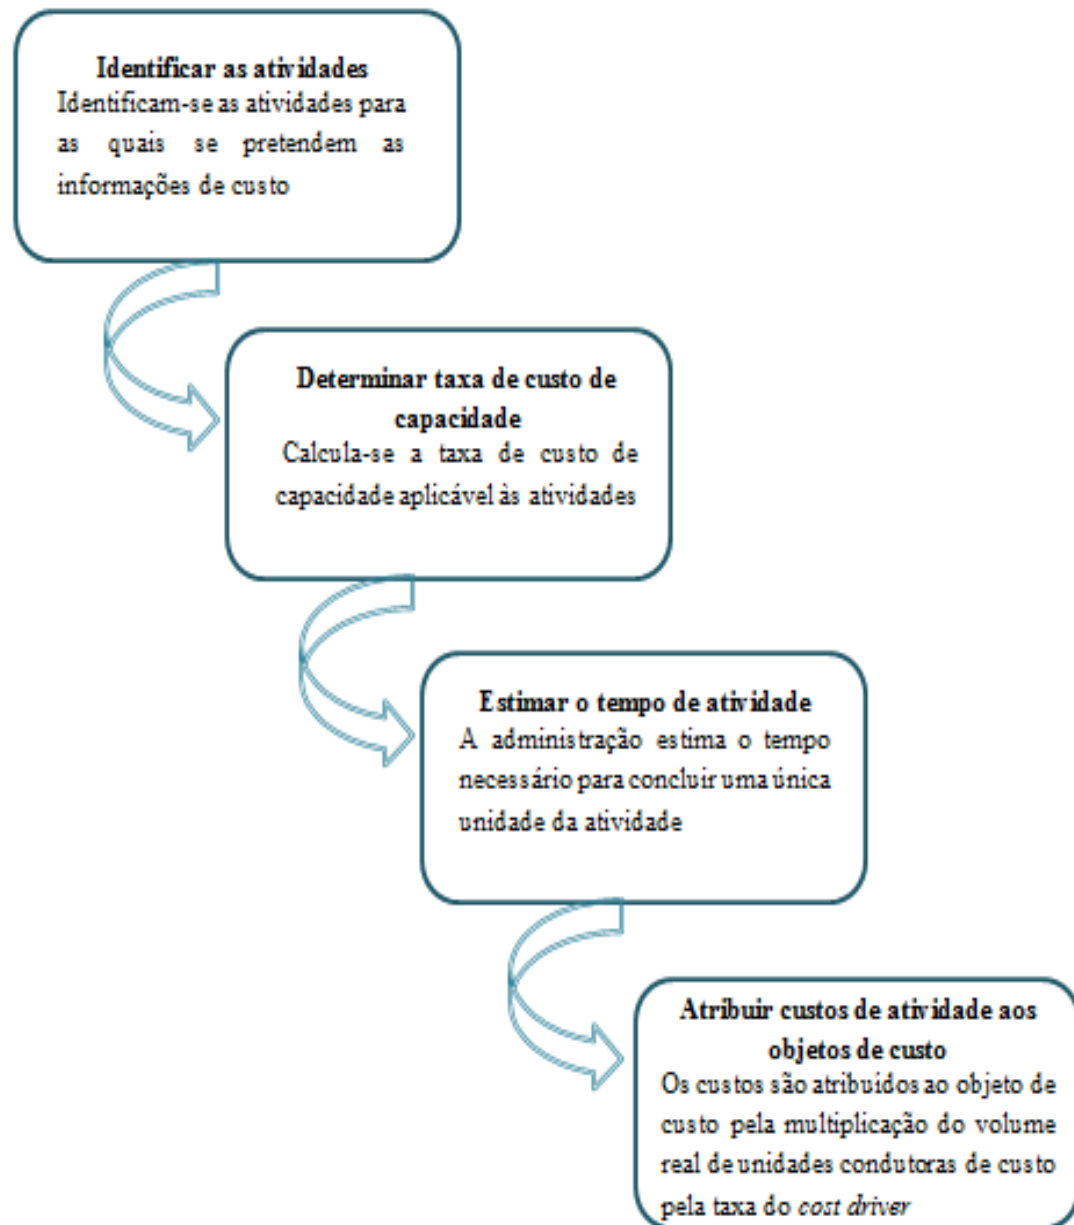 Identificar as atividades
Identificam-se as atividades para
as quais se pretendem as
informações de custo
Determinar taxa de custo de
capacidade
Calcula-se a taxa de custo de
capacidade aplicável às atividades
Estimar o tempo de atividade
A administração estima o tempo
necessário para concluir uma única
unidade da atividade
Atribuir custos de atividade aos
objetos de custo
Os custos são atribuídos ao objeto de
custo pela multiplicação do volume
real de unidades condutoras de custo
pela taxa do cost driver